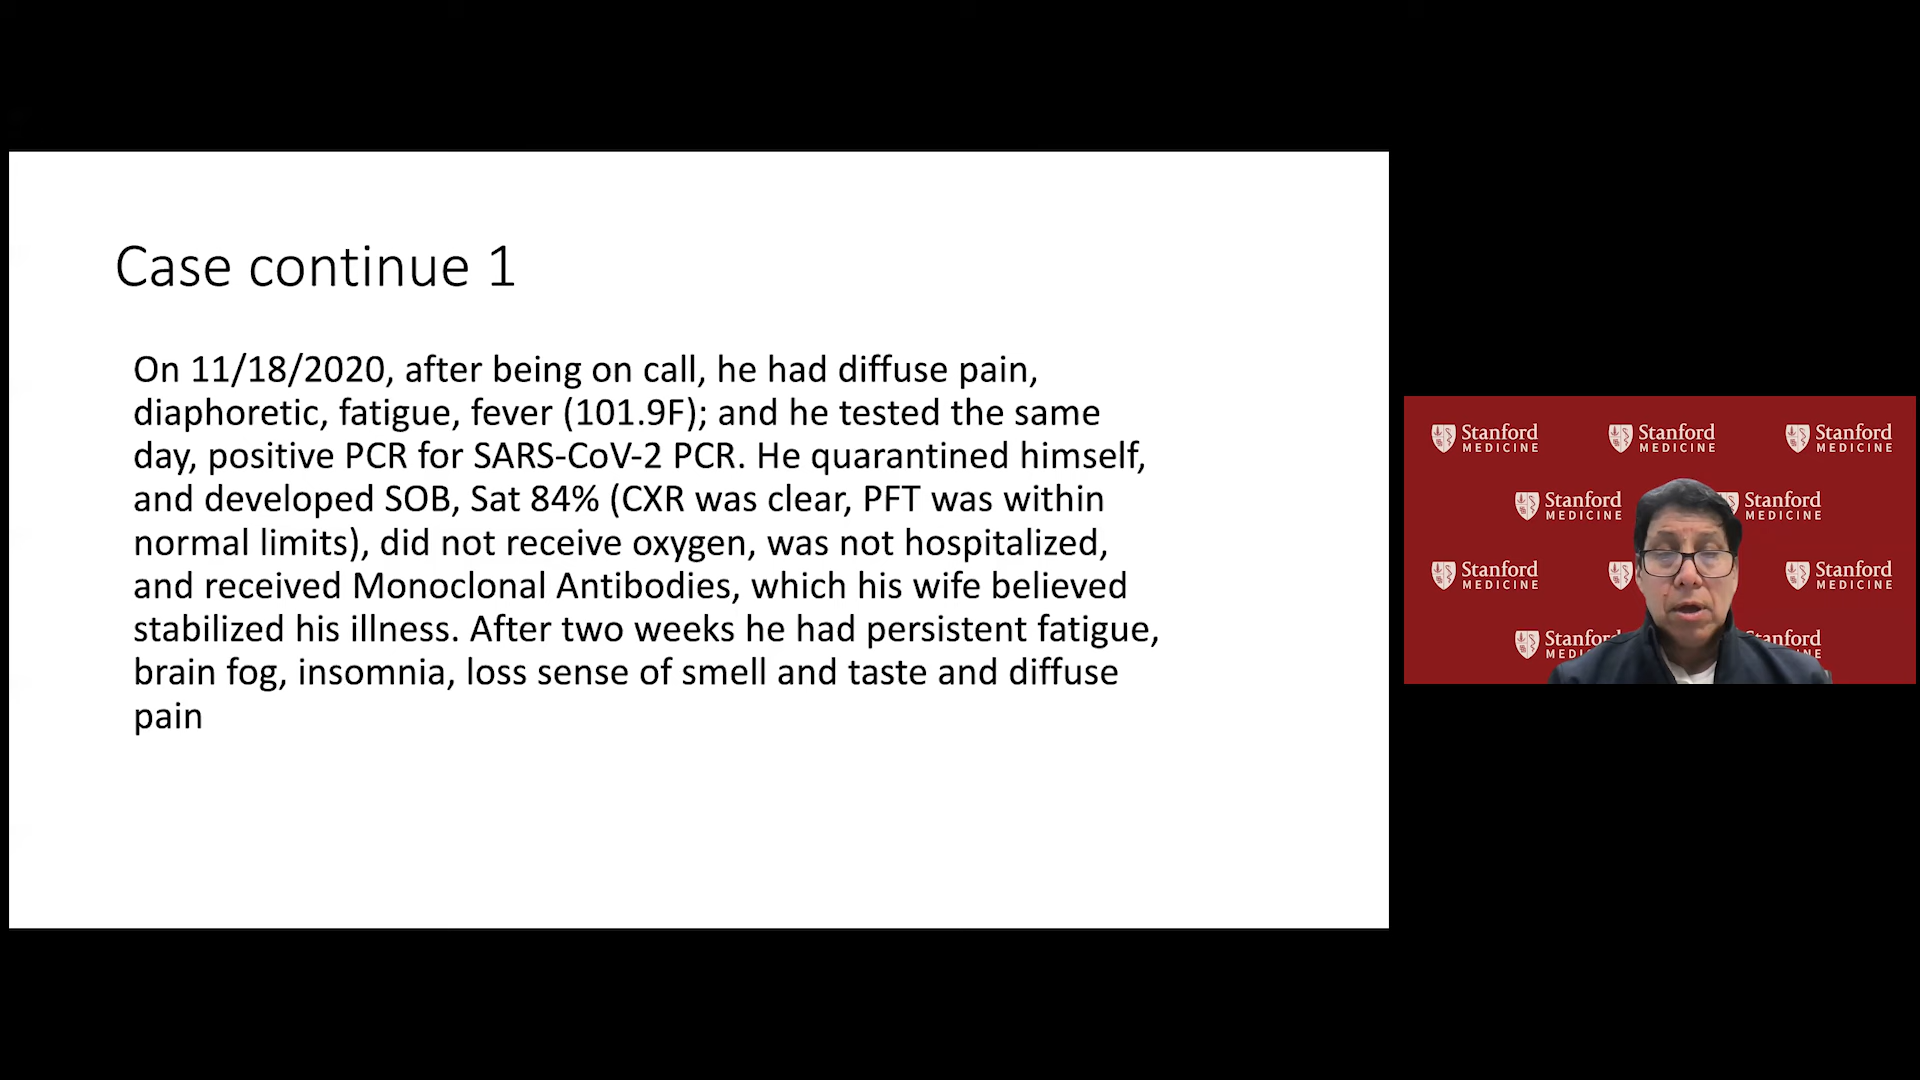 Case continue 1
On 11/18/2020, after being on call, he had diffuse pain,
diaphoretic, fatigue, fever (101.9F); and he tested the same
day, positive PCR for SARS-CoV-2 PCR. He quarantined himself,
and developed SOB, Sat 84% (CXR was clear, PFT was within
normal limits), did not receive oxygen, was not hospitalized,
and received Monoclonal Antibodies, which his wife believed
stabilized his illness. After two weeks he had persistent fatigue,
brain fog, insomnia, loss sense of smell and taste and diffuse
pain
Stanford
MEDICINE
Stanford
MEDICINE
Stanford
MEDICINE
Stanford
MEDICINE
Stanford
MEDICINE
Stanford
MEDICINE
Stanford
MEDICINE